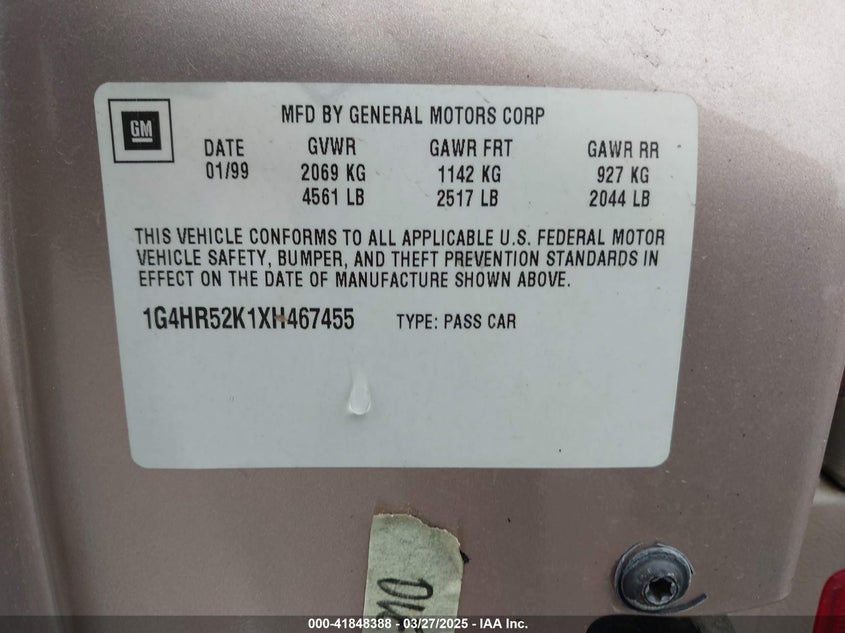 GM
MFD BY GENERAL MOTORS CORP
DATE GVWR GAWR FRT GAWR RR
01/99 2069 KG 1142 KG 927 KG
4561 LB 2517 LB 2044 LB
THIS VEHICLE CONFORMS TO ALL APPLICABLE U.S. FEDERAL MOTOR
VEHICLE SAFETY, BUMPER, AND THEFT PREVENTION STANDARDS IN
EFFECT ON THE DATE OF MANUFACTURE SHOWN ABOVE.
1G4HR52K1XH467455 TYPE: PASS CAR
000-41848388 - 03/27/2025 - IAA Inc.